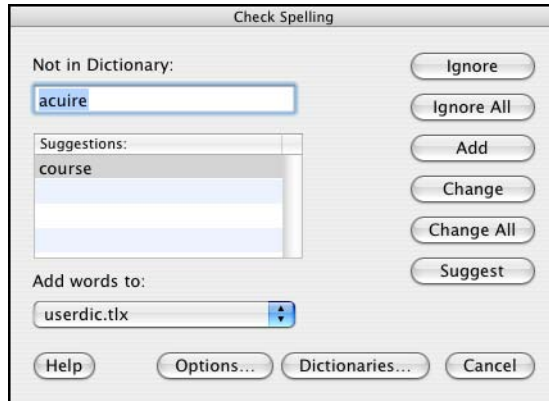 Check Spelling
Not in Dictionary:
acuire
Suggestions:
course
Add words to:
userdic.tlx
Ignore
Ignore All
Add
Change
Change All
Suggest
Help
Options...
Dictionaries...
Cancel